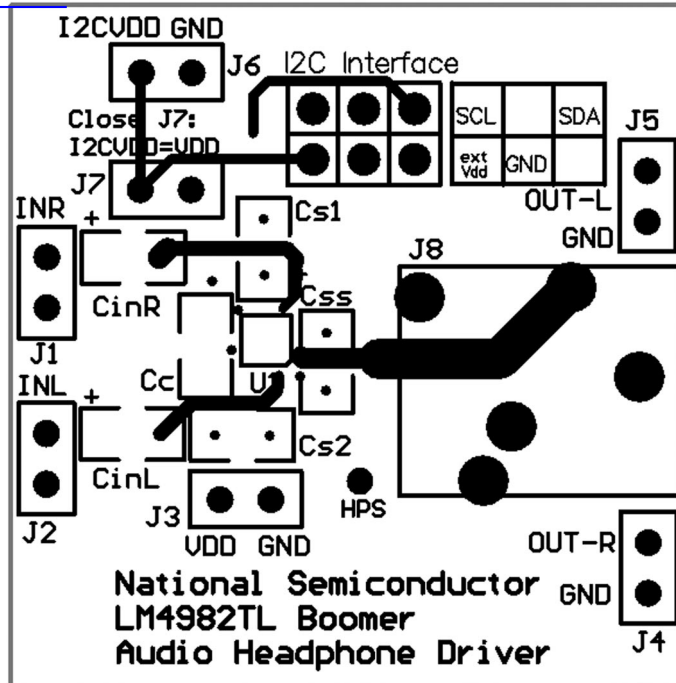 I2CVDD GND
J6
I2C Interface
Close J7:
I2CVDD=VDD
SCL
SDA
ext
Vdd
GND
J5
J7
OUT-L
GND
INR
+
Cs1
J8
CinR
Css
J1
INL
+
Cc
CinL
Cs2
J2
J3
HPS
VDD GND
OUT-R
GND
J4
National Semiconductor
LM4982TL Boomer
Audio Headphone Driver